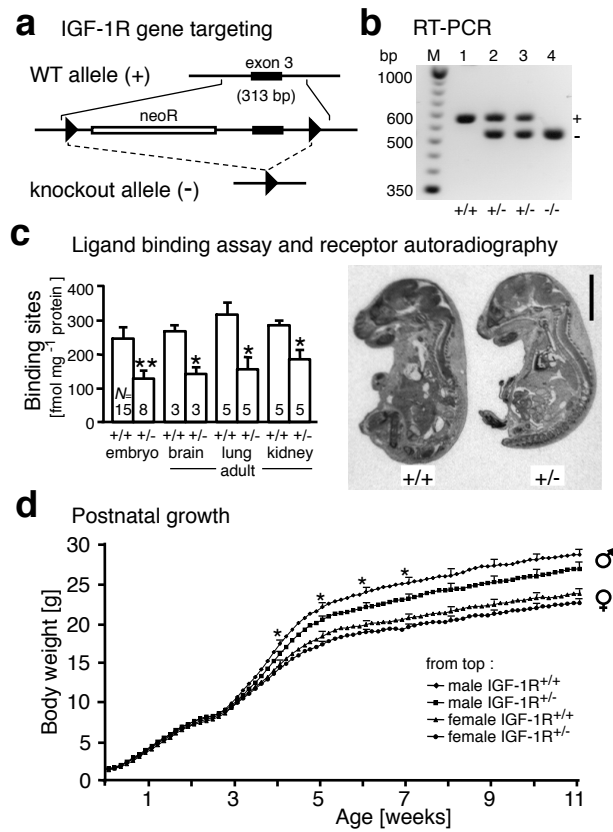 a IGF-1R gene targeting
WT allele (+)
exon 3
(313 bp)
neoR
knockout allele (-)
b RT-PCR
bp M 1 2 3 4
1000
600 +
500 -
350
+/+ +/- +/- -/-
c Ligand binding assay and receptor autoradiography
Binding sites
[fmol mg⁻¹ protein]
400
300
200
100
0
** * * *
N=
15 8 3 3 5 5 5 5
+/+ +/- +/+ +/- +/+ +/- +/+ +/-
embryo brain lung kidney
adult
+/+ +/-
d Postnatal growth
Body weight [g]
30
25
20
15
10
5
0
* * * *
♂
♀
from top :
male IGF-1R+/+
male IGF-1R+/-
female IGF-1R+/+
female IGF-1R+/-
1 3 5 7 9 11
Age [weeks]